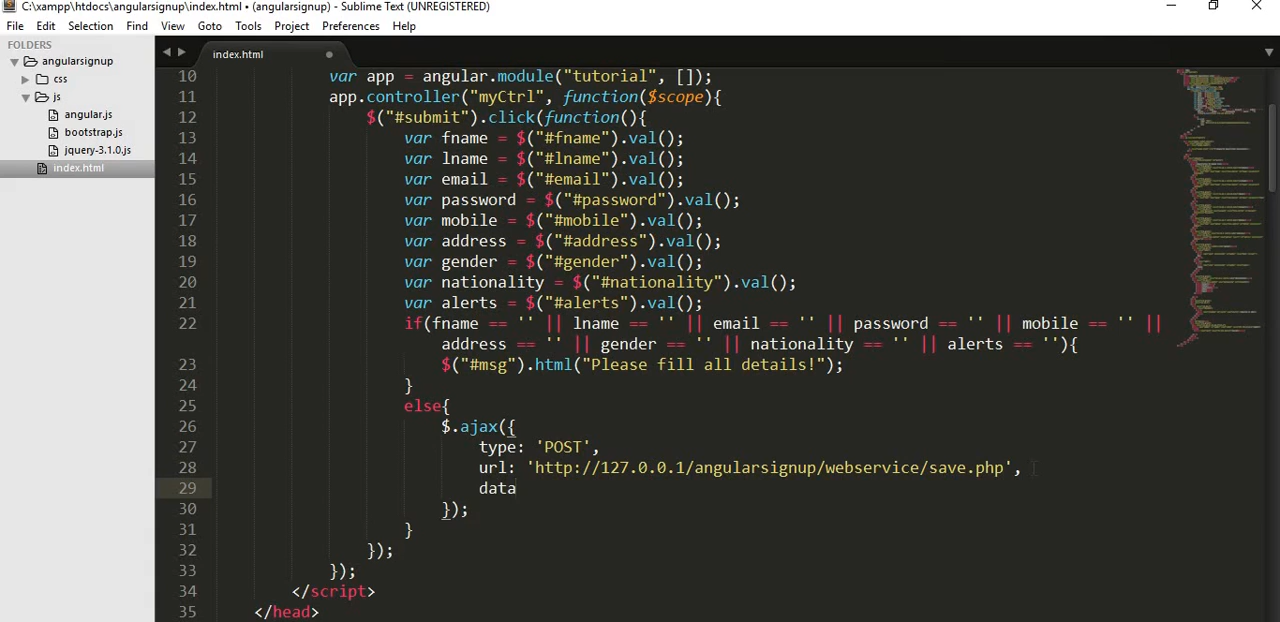 C:\xampp\htdocs\angularsignup\index.html • (angularsignup) - Sublime Text (UNREGISTERED)
File Edit Selection Find View Goto Tools Project Preferences Help
FOLDERS
angularsignup
css
js
angular.js
bootstrap.js
jquery-3.1.0.js
index.html
index.html
10 var app = angular.module("tutorial", []);
11 app.controller("myCtrl", function($scope){
12 $("#submit").click(function(){
13 var fname = $("#fname").val();
14 var lname = $("#lname").val();
15 var email = $("#email").val();
16 var password = $("#password").val();
17 var mobile = $("#mobile").val();
18 var address = $("#address").val();
19 var gender = $("#gender").val();
20 var nationality = $("#nationality").val();
21 var alerts = $("#alerts").val();
22 if(fname == '' || lname == '' || email == '' || password == '' || mobile == '' ||
address == '' || gender == '' || nationality == '' || alerts == ''){
23 $("#msg").html("Please fill all details!");
24 }
25 else{
26 $.ajax({
27 type: 'POST',
28 url: 'http://127.0.0.1/angularsignup/webservice/save.php',
29 data
30 });
31 }
32 });
33 });
34 </script>
35 </head>